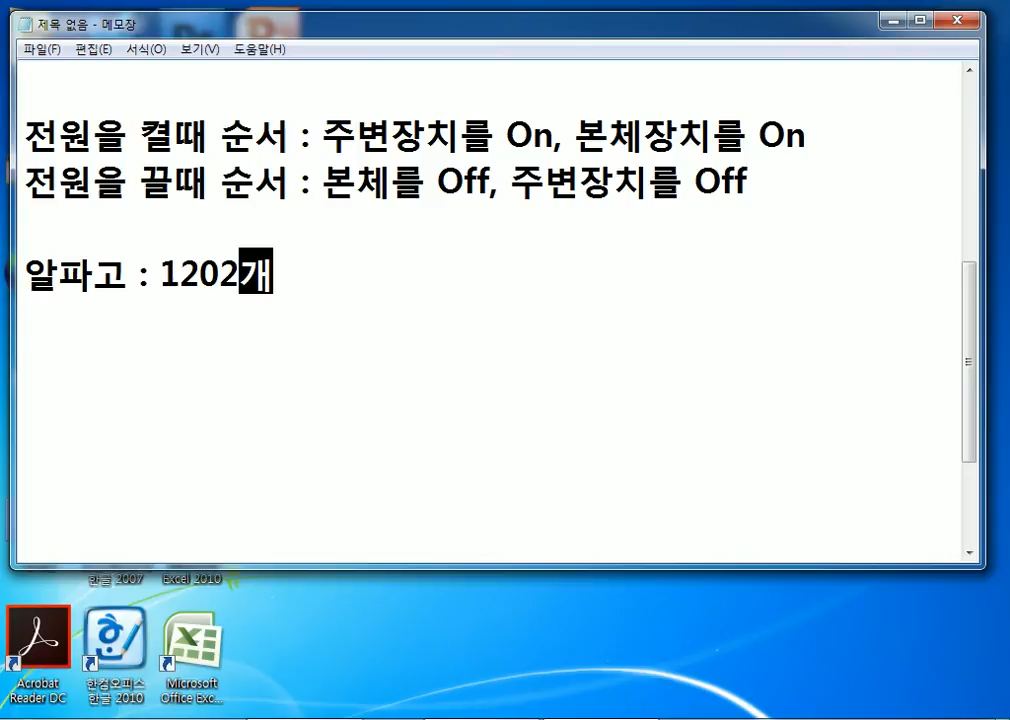 제목 없음 - 메모장
파일(F) 편집(E) 서식(O) 보기(V) 도움말(H)
전원을 켤때 순서 : 주변장치를 On, 본체장치를 On
전원을 끌때 순서 : 본체를 Off, 주변장치를 Off
알파고 : 1202개
한글 2007 Excel 2010
Acrobat Reader DC
한컴오피스 한글 2010
Microsoft Office Exc...